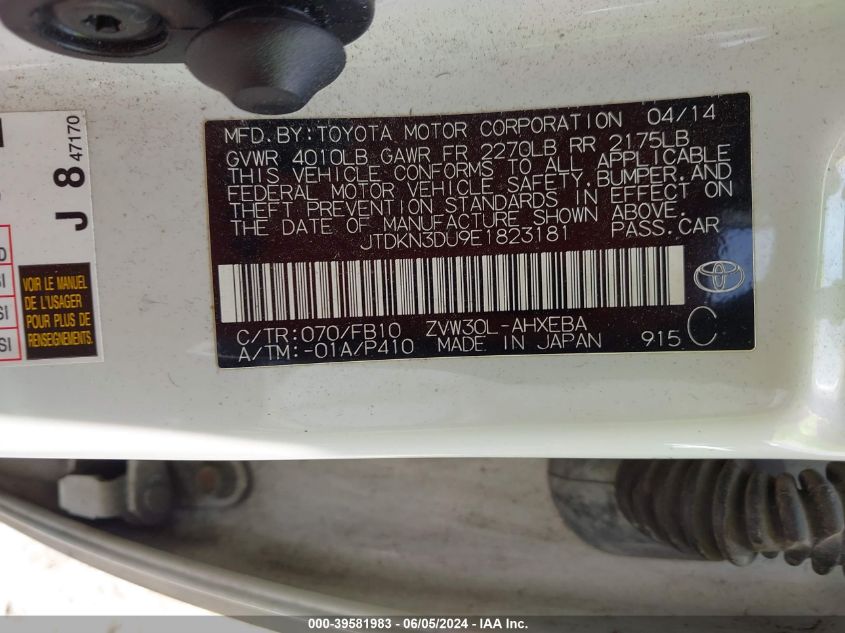 MFD.BY:TOYOTA MOTOR CORPORATION 04/14
GVWR 4010LB GAWR FR 2270LB RR 2175LB
THIS VEHICLE CONFORMS TO ALL APPLICABLE
FEDERAL MOTOR VEHICLE SAFETY,BUMPER,AND
THEFT PREVENTION STANDARDS IN EFFECT ON
THE DATE OF MANUFACTURE SHOWN ABOVE.
JTDKN3DU9E1823181 PASS.CAR
C/TR:070/FB10 ZVW30L-AHXEBA
A/TM:-01A/P410 MADE IN JAPAN 915 C
J 8 47170
VOIR LE MANUEL
DE L'USAGER
POUR PLUS DE
RENSEIGNEMENTS
000-39581983 - 06/05/2024 - IAA Inc.